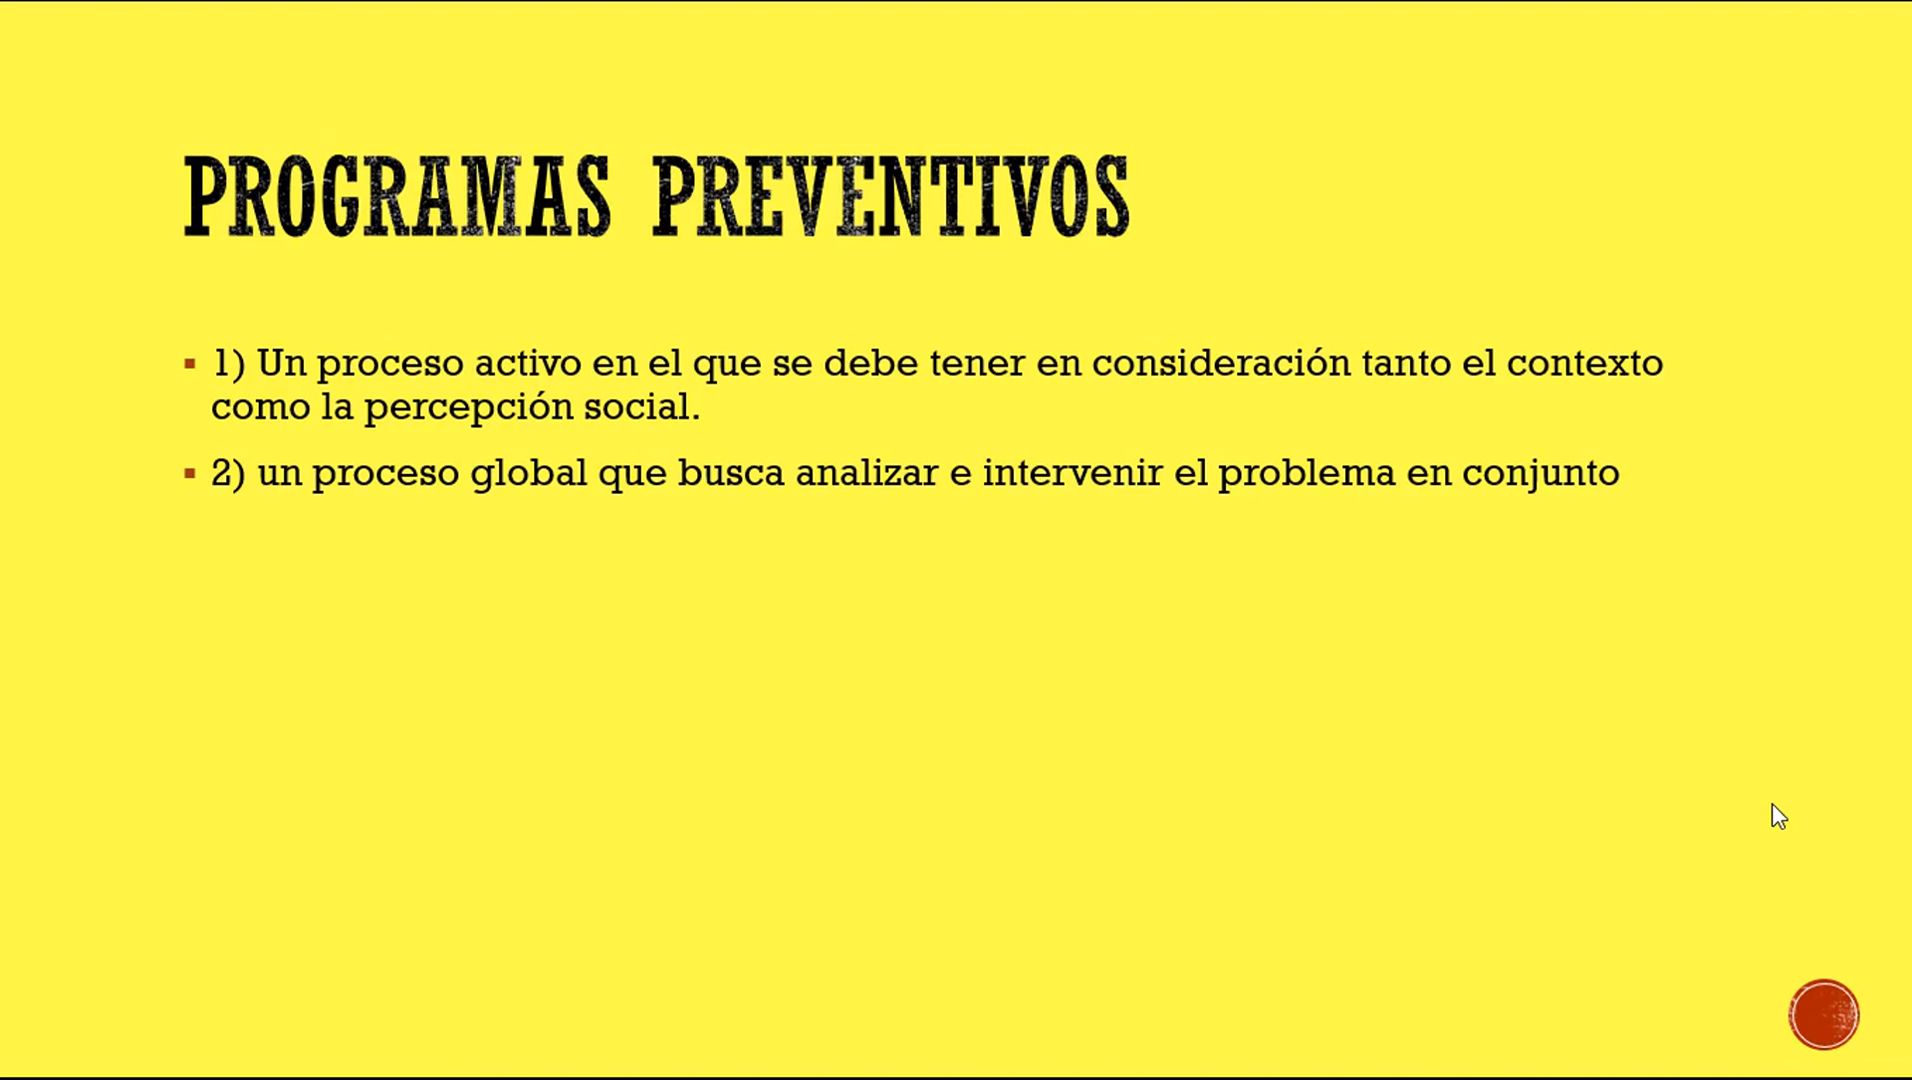 PROGRAMAS PREVENTIVOS
1) Un proceso activo en el que se debe tener en consideración tanto el contexto
como la percepción social.
2) un proceso global que busca analizar e intervenir el problema en conjunto